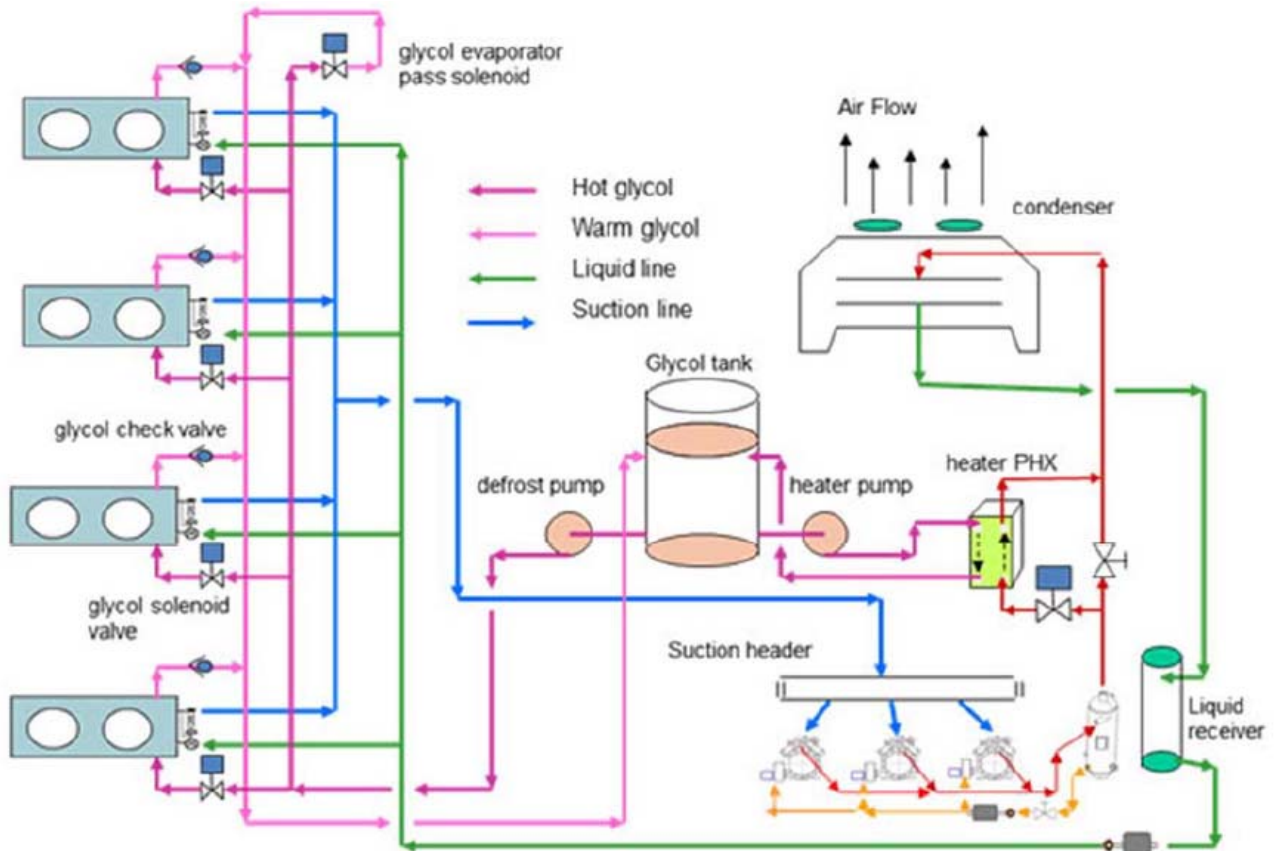 glycol evaporator
pass solenoid
Air Flow
Hot glycol
condenser
Warm glycol
Liquid line
Suction line
Glycol tank
glycol check valve
heater PHX
defrost pump
heater pump
glycol solenoid
valve
Suction header
Liquid
receiver